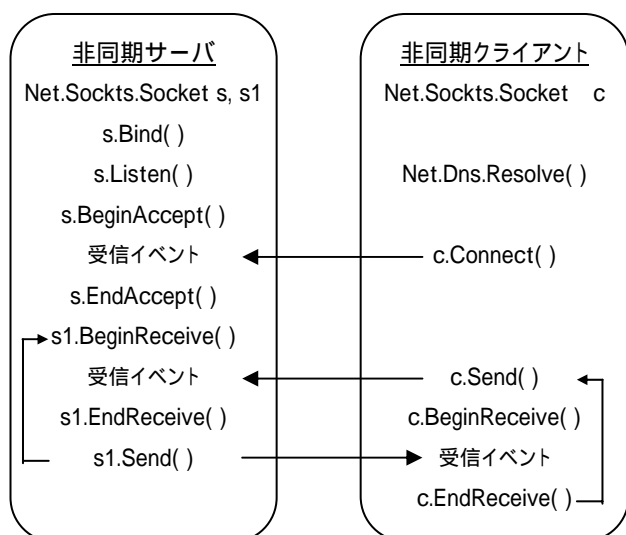 非同期サーバ
Net.Sockts.Socket s, s1
s.Bind( )
s.Listen( )
s.BeginAccept( )
受信イベント
s.EndAccept( )
s1.BeginReceive( )
受信イベント
s1.EndReceive( )
s1.Send( )
非同期クライアント
Net.Sockts.Socket c
Net.Dns.Resolve( )
c.Connect( )
c.Send( )
c.BeginReceive( )
受信イベント
c.EndReceive( )